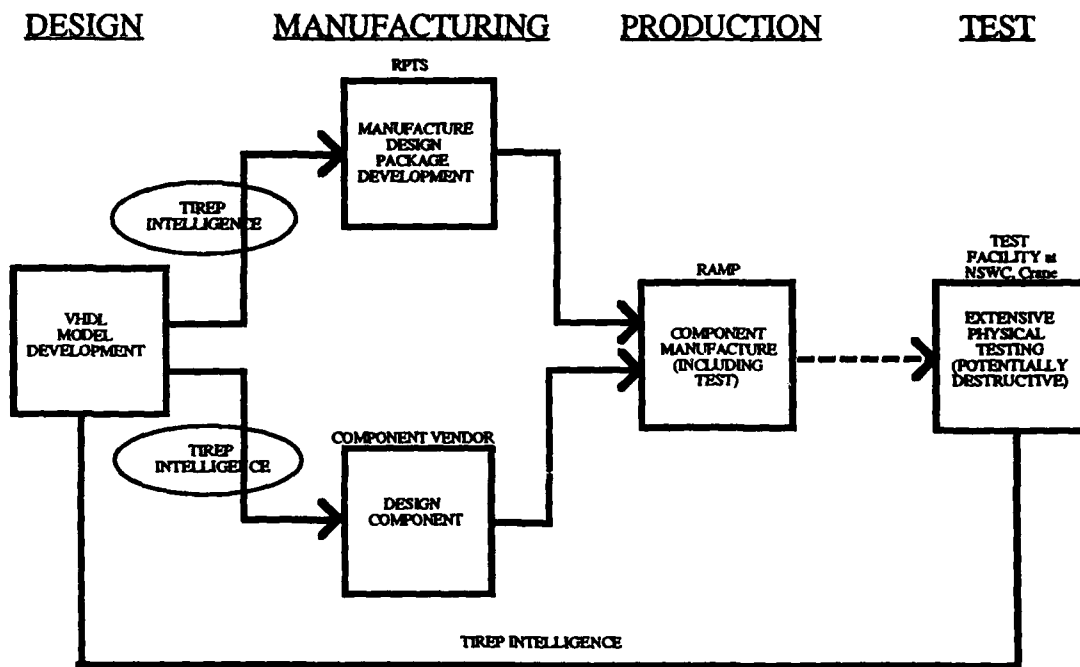 DESIGN
MANUFACTURING
PRODUCTION
TEST
RPTS
MANUFACTURE
DESIGN
PACKAGE
DEVELOPMENT
TIREP
INTELLIGENCE
VHDL
MODEL
DEVELOPMENT
TIREP
INTELLIGENCE
COMPONENT VENDOR
DESIGN
COMPONENT
RAMP
COMPONENT
MANUFACTURE
(INCLUDING
TEST)
TEST
FACILITY at
NSWC, Crane
EXTENSIVE
PHYSICAL
TESTING
(POTENTIALLY
DESTRUCTIVE)
TIREP INTELLIGENCE